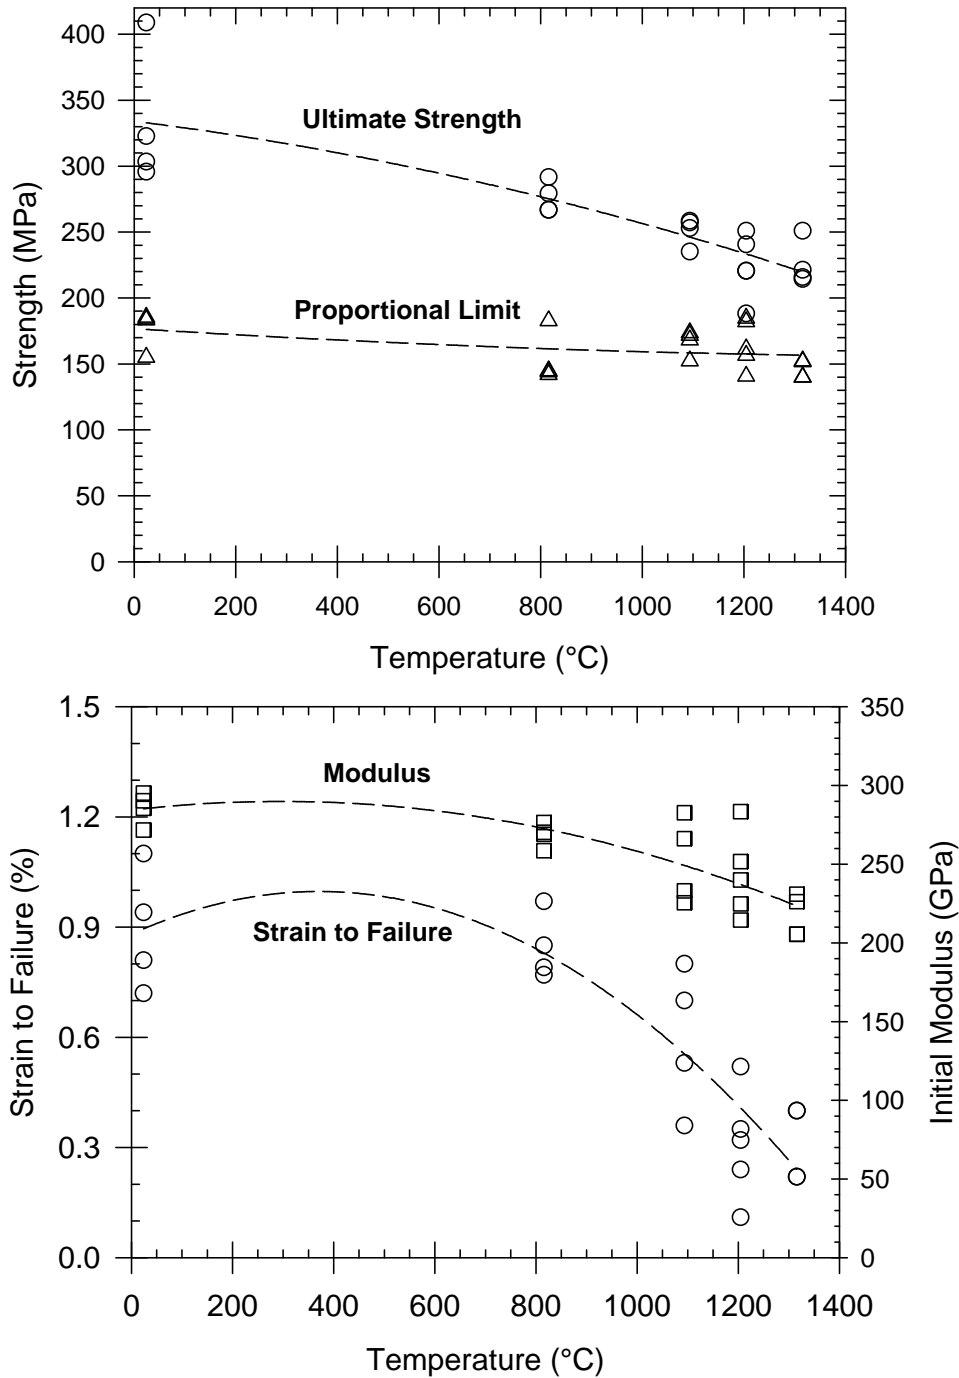 400
350
300
250
200
150
100
50
0
Strength (MPa)
Ultimate Strength
Proportional Limit
0 200 400 600 800 1000 1200 1400
Temperature (°C)
1.5
1.2
0.9
0.6
0.3
0.0
Strain to Failure (%)
Modulus
Strain to Failure
350
300
250
200
150
100
50
0
Initial Modulus (GPa)
0 200 400 600 800 1000 1200 1400
Temperature (°C)